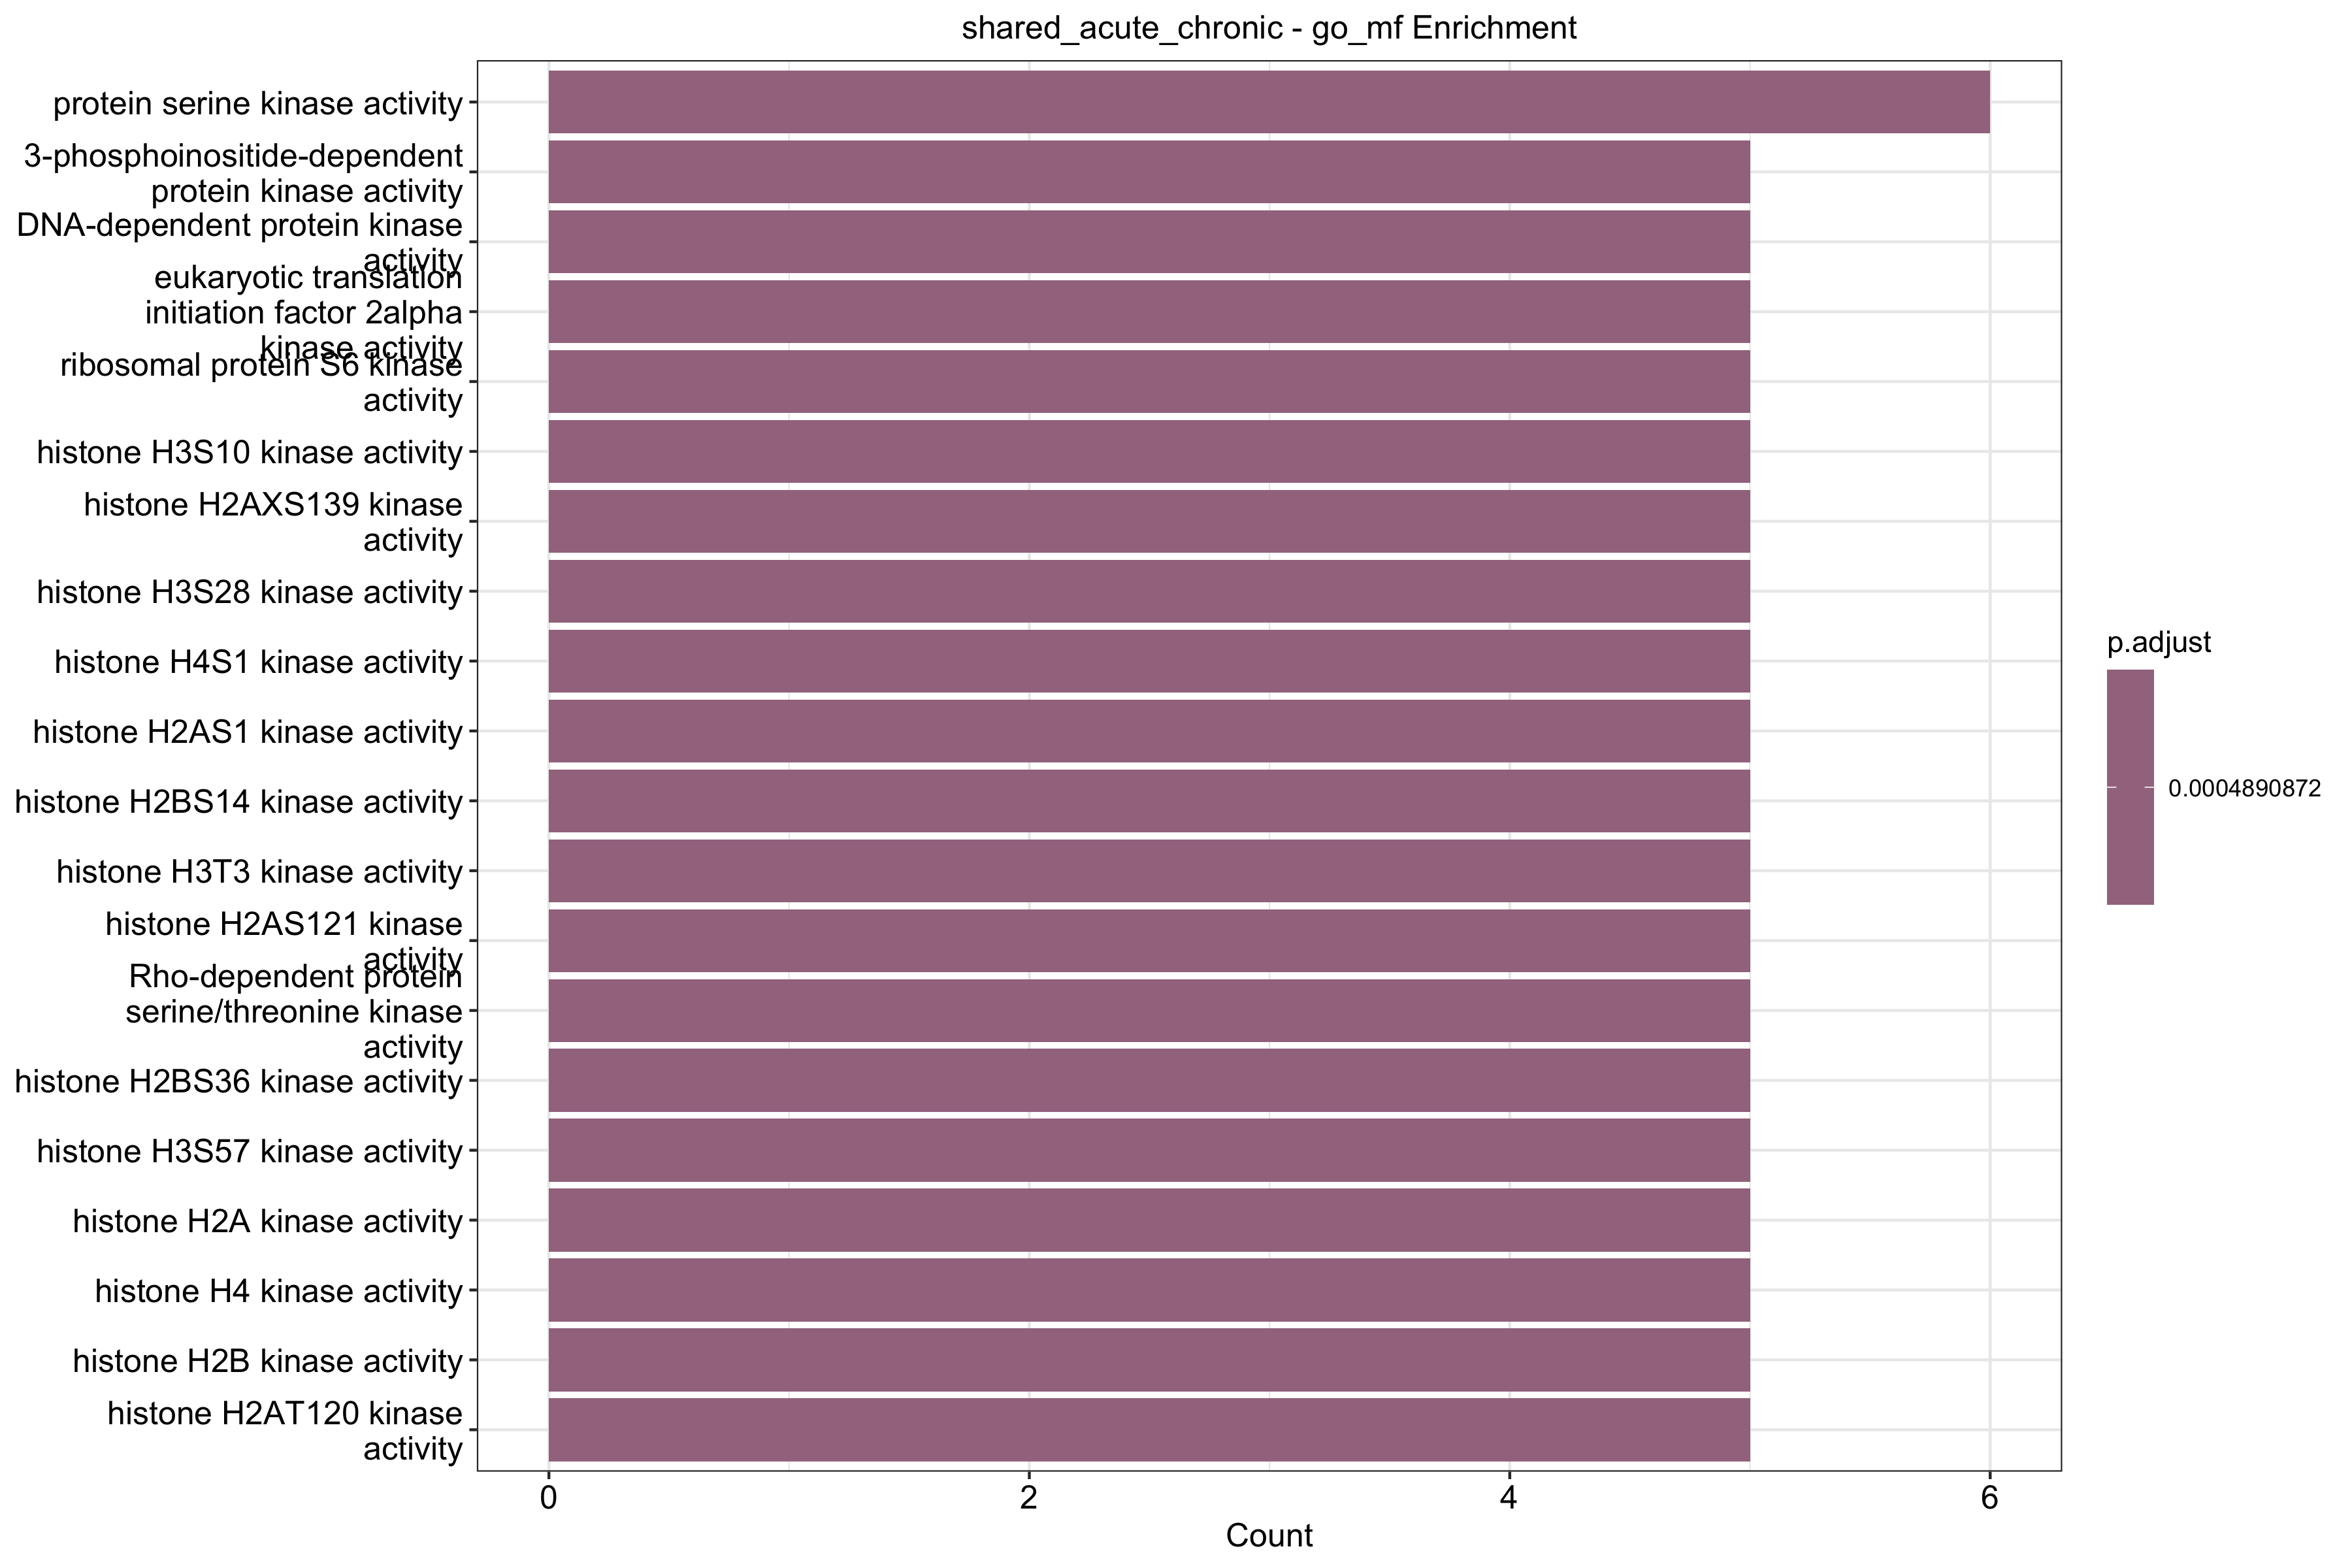 shared_acute_chronic - go_mf Enrichment
protein serine kinase activity
3-phosphoinositide-dependent
protein kinase activity
DNA-dependent protein kinase
activity
eukaryotic translation
initiation factor 2alpha
kinase activity
ribosomal protein S6 kinase
activity
histone H3S10 kinase activity
histone H2AXS139 kinase
activity
histone H3S28 kinase activity
histone H4S1 kinase activity
histone H2AS1 kinase activity
histone H2BS14 kinase activity
histone H3T3 kinase activity
histone H2AS121 kinase
activity
Rho-dependent protein
serine/threonine kinase
activity
histone H2BS36 kinase activity
histone H3S57 kinase activity
histone H2A kinase activity
histone H4 kinase activity
histone H2B kinase activity
histone H2AT120 kinase
activity
0 2 4 6
Count
p.adjust
0.0004890872